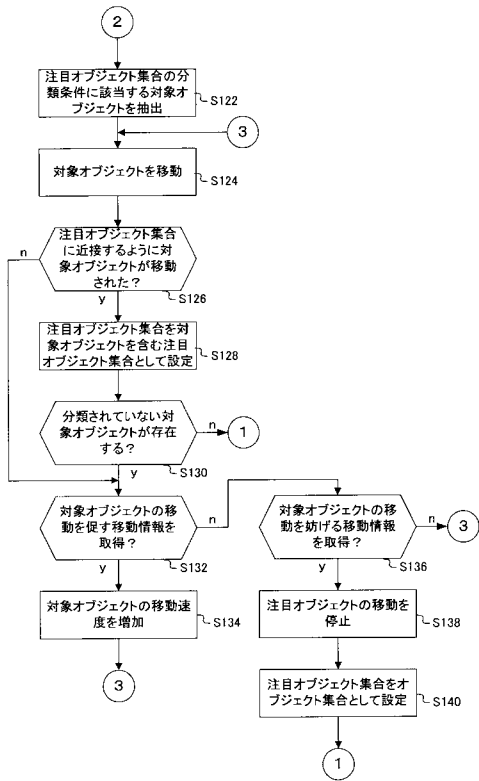 2
注目オブジェクト集合の分
類条件に該当する対象オ
ブジェクトを抽出
S122
3
対象オブジェクトを移動
S124
注目オブジェクト集合
に近接するように対
象オブジェクトが移動
された?
n
y
S126
注目オブジェクト集合を対
象オブジェクトを含む注目
オブジェクト集合として設定
S128
分類されていない対
象オブジェクトが存在
する?
n
1
y
S130
対象オブジェクトの移
動を促す移動情報を
取得?
n
y
S132
対象オブジェクトの移動速
度を増加
S134
3
対象オブジェクトの移
動を妨げる移動情報
を取得?
n
3
y
S136
注目オブジェクトの移動を
停止
S138
注目オブジェクト集合をオ
ブジェクト集合として設定
S140
1